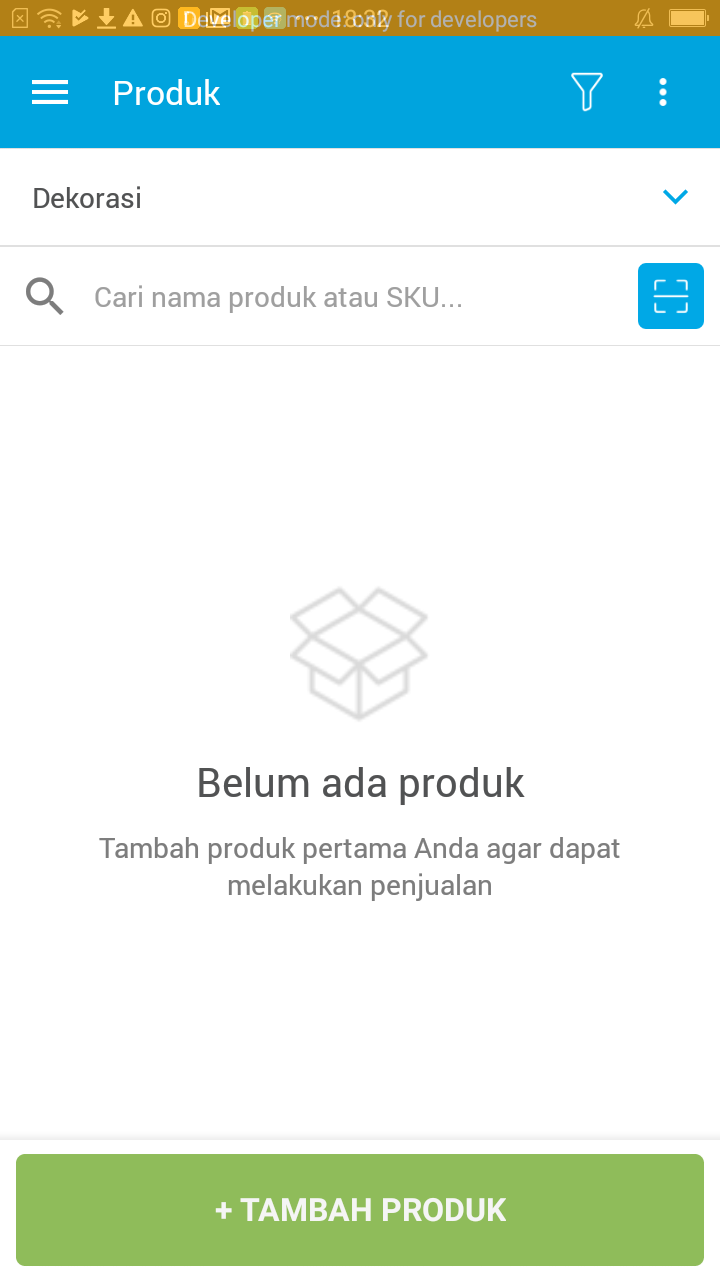 Developer mode: only for developers
18:32
Produk
Dekorasi
Cari nama produk atau SKU...
Belum ada produk
Tambah produk pertama Anda agar dapat
melakukan penjualan
+ TAMBAH PRODUK